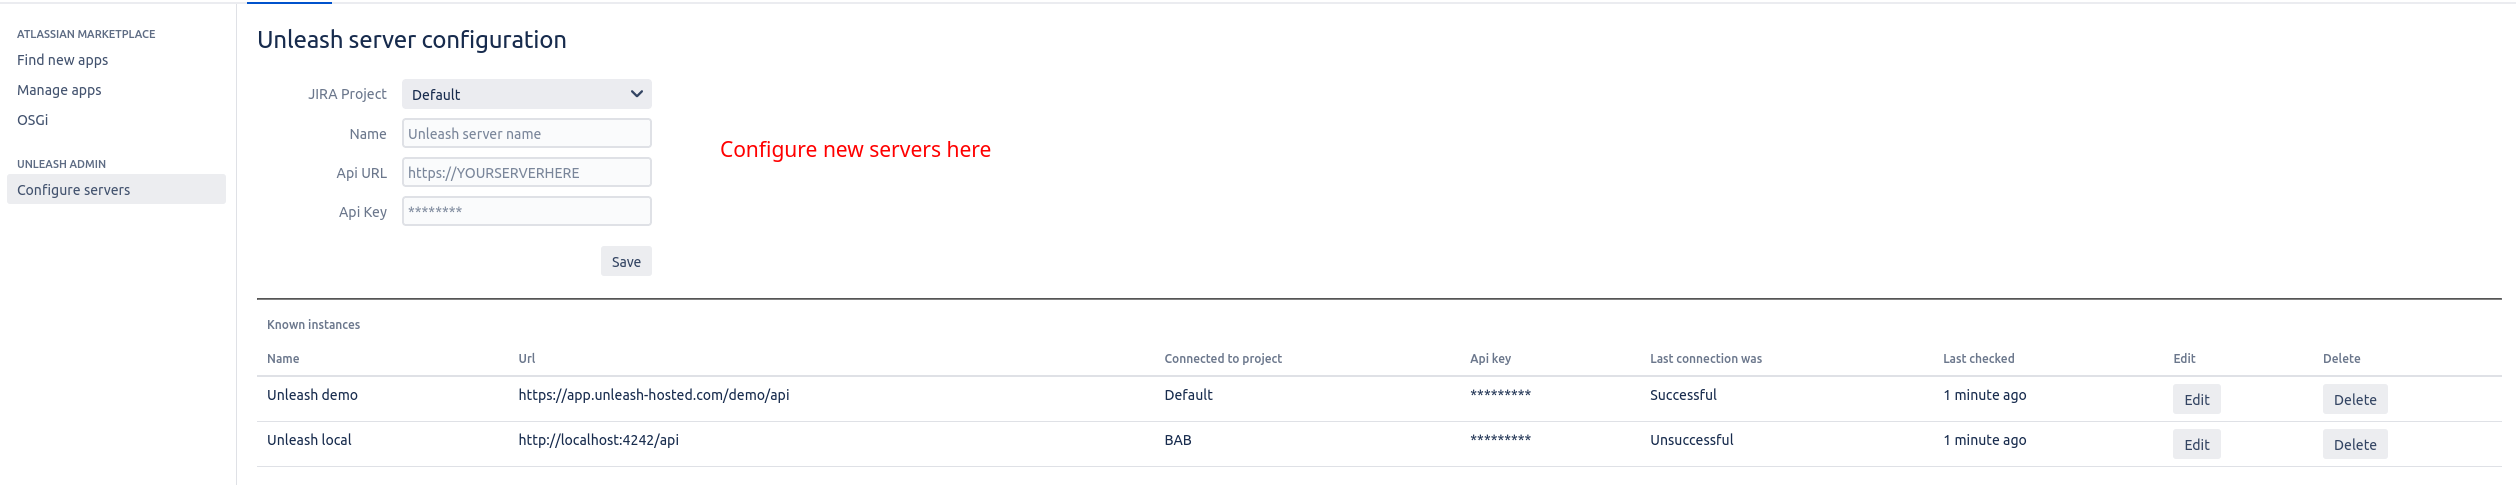 ATLASSIAN MARKETPLACE
Find new apps
Manage apps
OSGi
UNLEASH ADMIN
Configure servers
Unleash server configuration
JIRA Project Default
Name Unleash server name
Api URL https://YOURSERVERHERE
Api Key ********
Save
Configure new servers here
Known instances
Name Url Connected to project Api key Last connection was Last checked Edit Delete
Unleash demo https://app.unleash-hosted.com/demo/api Default ********* Successful 1 minute ago Edit Delete
Unleash local http://localhost:4242/api BAB ********* Unsuccessful 1 minute ago Edit Delete